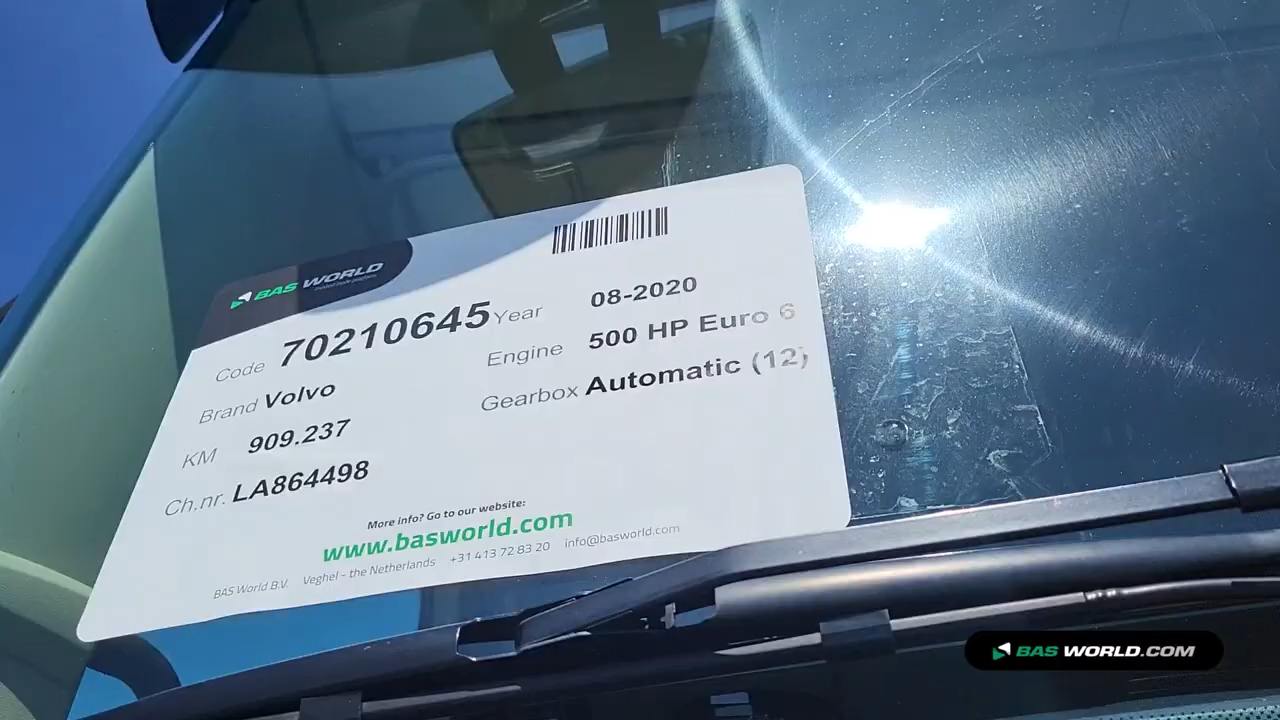 BAS WORLD
Code 70210645
Year 08-2020
Brand Volvo
Engine 500 HP Euro 6
KM 909.237
Gearbox Automatic (12)
Ch.nr. LA864498
More info? Go to our website:
www.basworld.com
BAS World B.V. Veghel - the Netherlands +31 413 72 83 20 info@basworld.com
BAS WORLD.COM